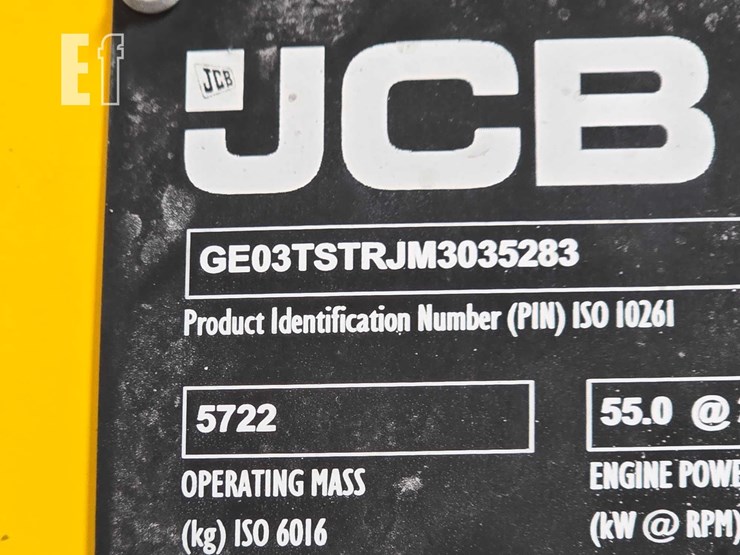 Ef
JCB
JCB
GE03TSTRJM3035283
Product Identification Number (PIN) ISO 10261
5722
55.0 @
OPERATING MASS
(kg) ISO 6016
ENGINE POWE
(kW @ RPM)